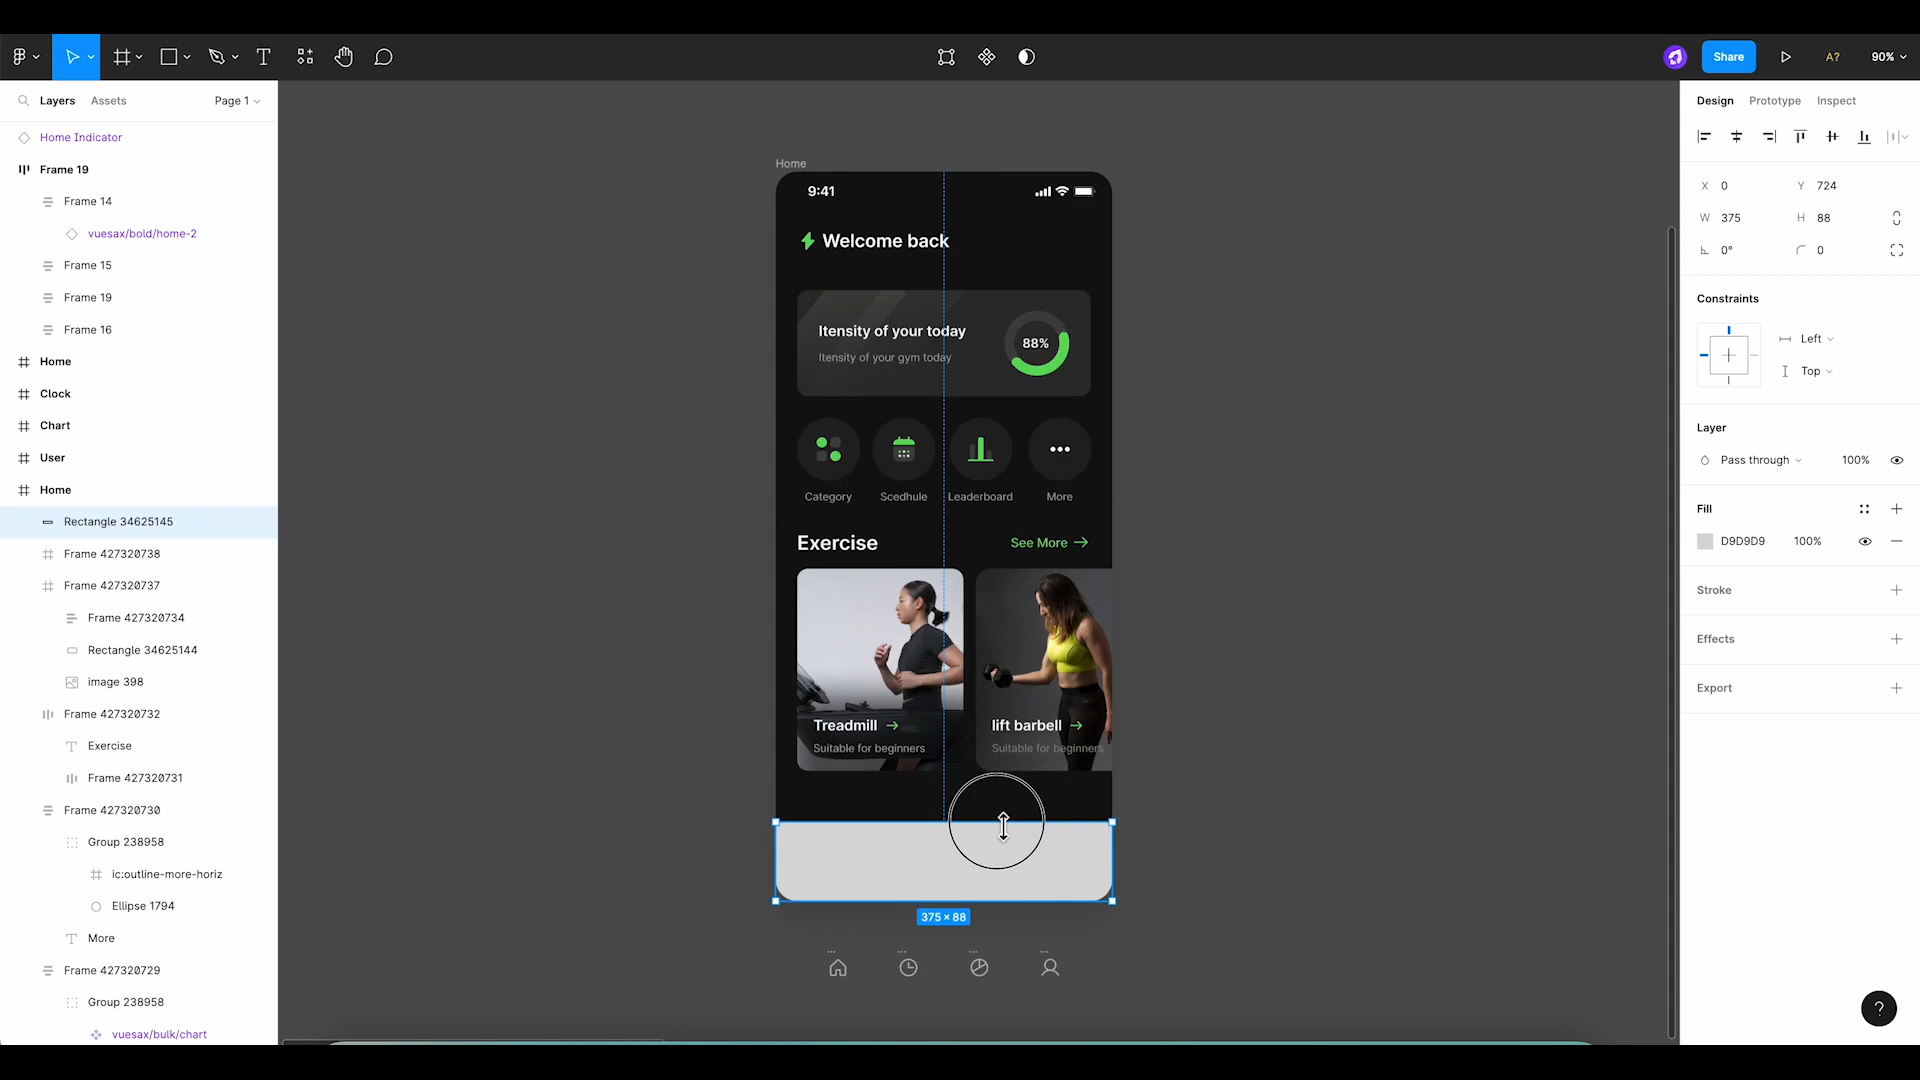 Share
A?
90%
Layers
Assets
Page 1
Home Indicator
Frame 19
Frame 14
vuesax/bold/home-2
Frame 15
Frame 19
Frame 16
Home
Clock
Chart
User
Home
Rectangle 34625145
Frame 427320738
Frame 427320737
Frame 427320734
Rectangle 34625144
image 398
Frame 427320732
Exercise
Frame 427320731
Frame 427320730
Group 238958
ic:outline-more-horiz
Ellipse 1794
More
Frame 427320729
Group 238958
vuesax/bulk/chart
Home
9:41
Welcome back
Itensity of your today
Itensity of your gym today
88%
Category
Scedhule
Leaderboard
More
Exercise
See More
Treadmill
Suitable for beginners
lift barbell
Suitable for beginners
375 × 88
Design
Prototype
Inspect
X 0
Y 724
W 375
H 88
0°
0
Constraints
Left
Top
Layer
Pass through
100%
Fill
D9D9D9
100%
Stroke
Effects
Export
?